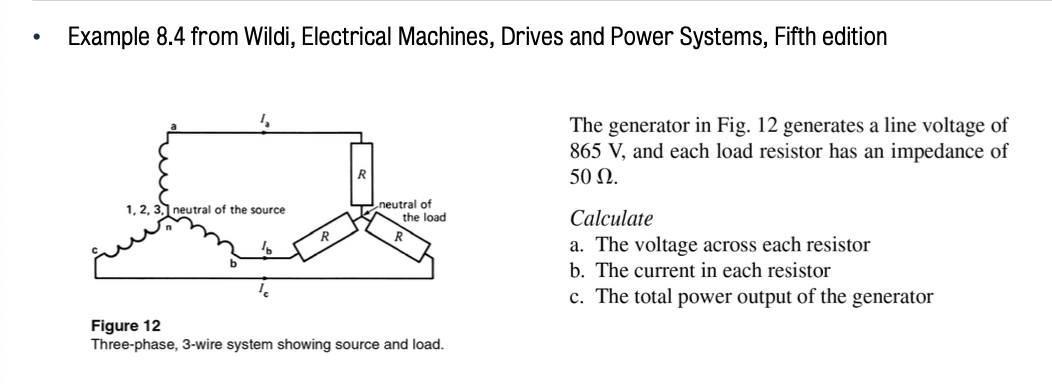 • Example 8.4 from Wildi, Electrical Machines, Drives and Power Systems, Fifth edition
a
Iₐ
R
1, 2, 3, neutral of the source
n
neutral of
the load
c
b
I_b
R
R
I_c
Figure 12
Three-phase, 3-wire system showing source and load.
The generator in Fig. 12 generates a line voltage of
865 V, and each load resistor has an impedance of
50 Ω.
Calculate
a. The voltage across each resistor
b. The current in each resistor
c. The total power output of the generator